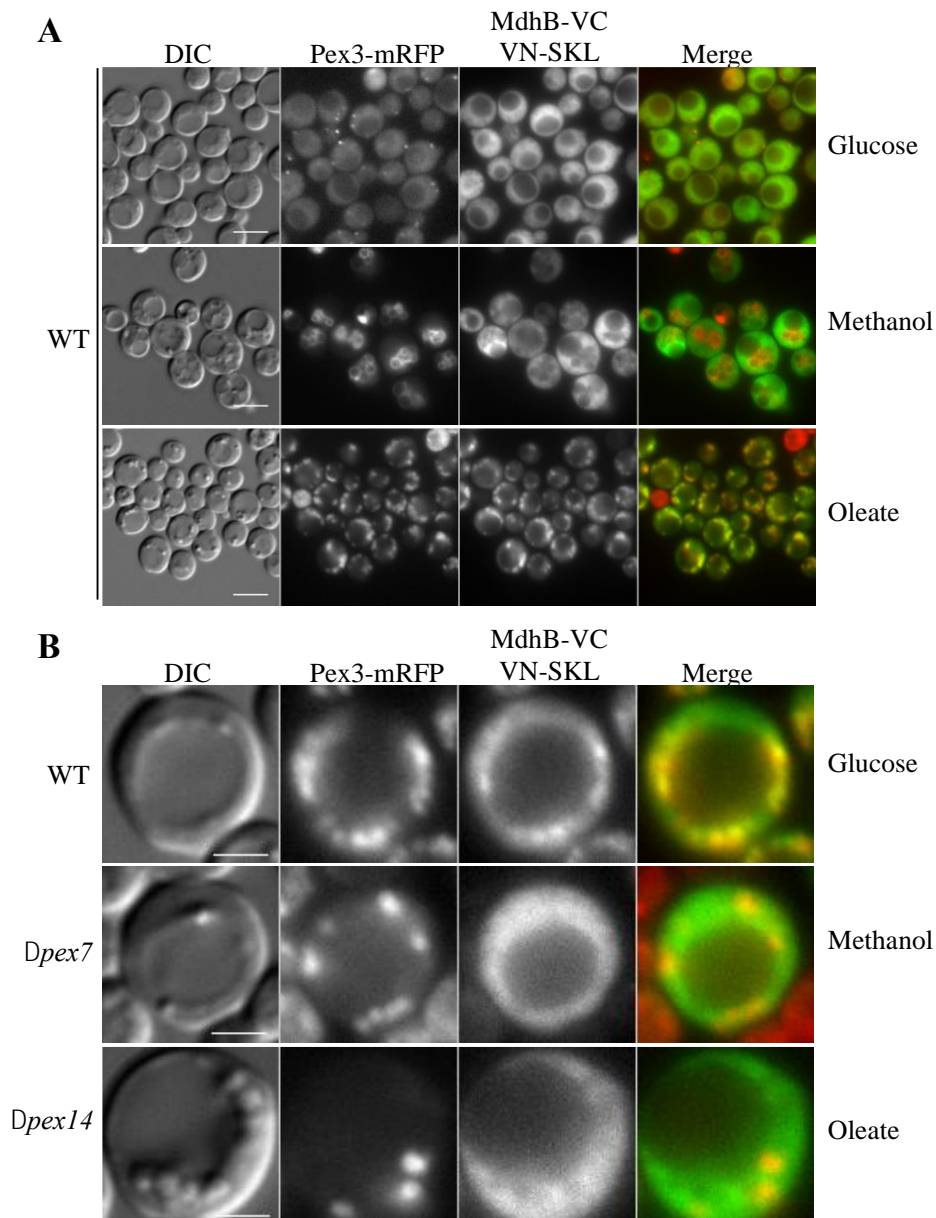 A
MdhB-VC
DIC Pex3-mRFP VN-SKL Merge
Glucose
WT Methanol
Oleate
B
MdhB-VC
DIC Pex3-mRFP VN-SKL Merge
WT Glucose
Dpex7 Methanol
Dpex14 Oleate